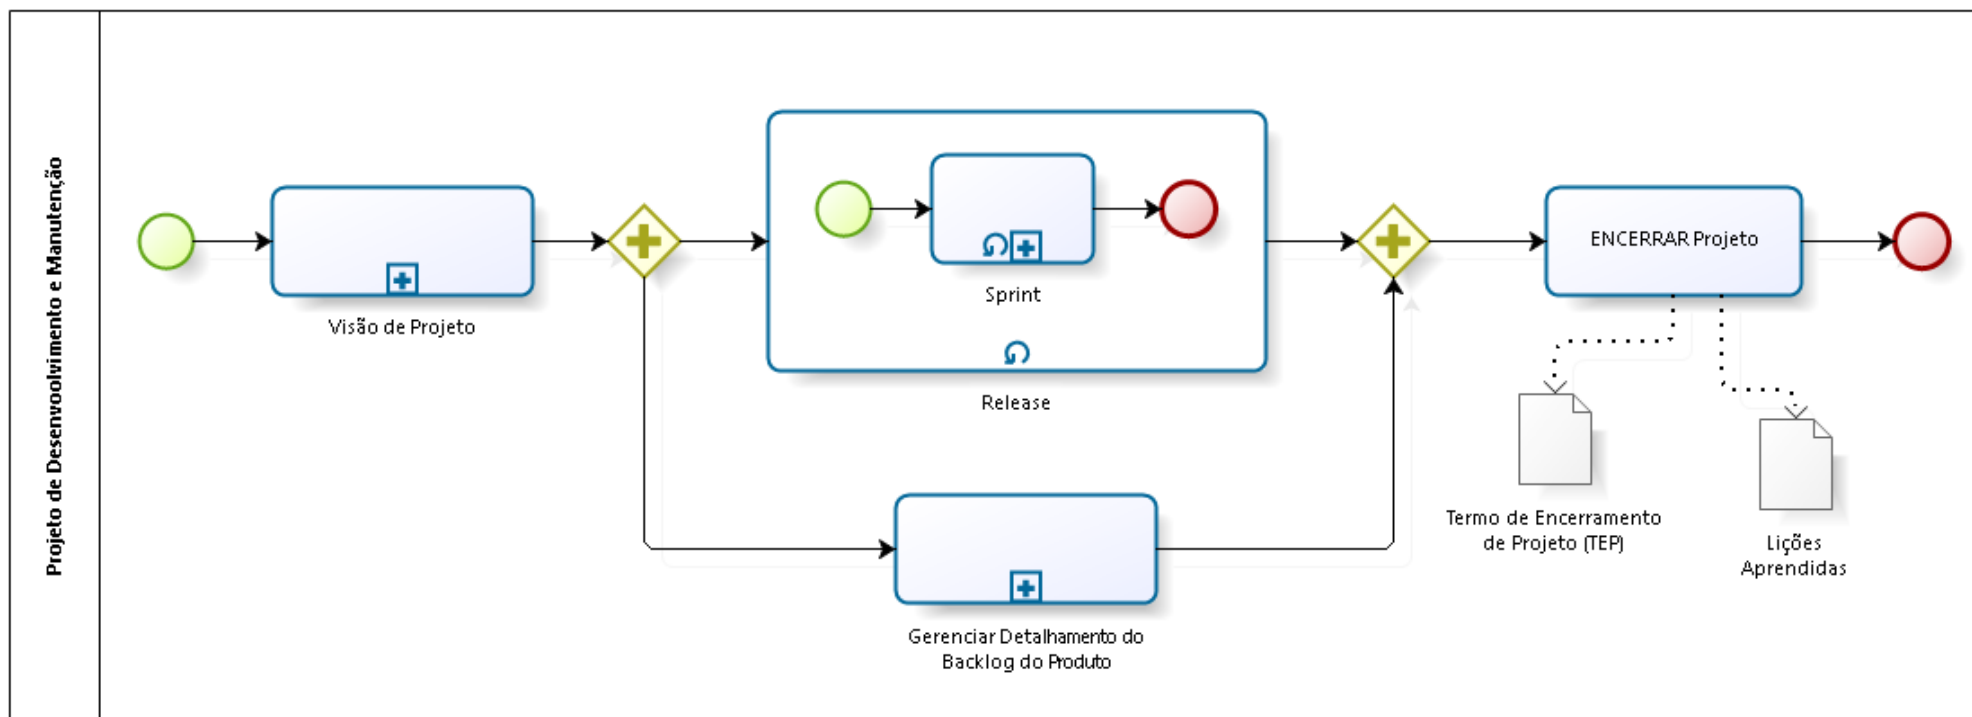 Projeto de Desenvolvimento e Manutenção
Visão de Projeto
Sprint
Release
Gerenciar Detalhamento do
Backlog do Produto
ENCERRAR Projeto
Termo de Encerramento
de Projeto (TEP)
Lições
Aprendidas